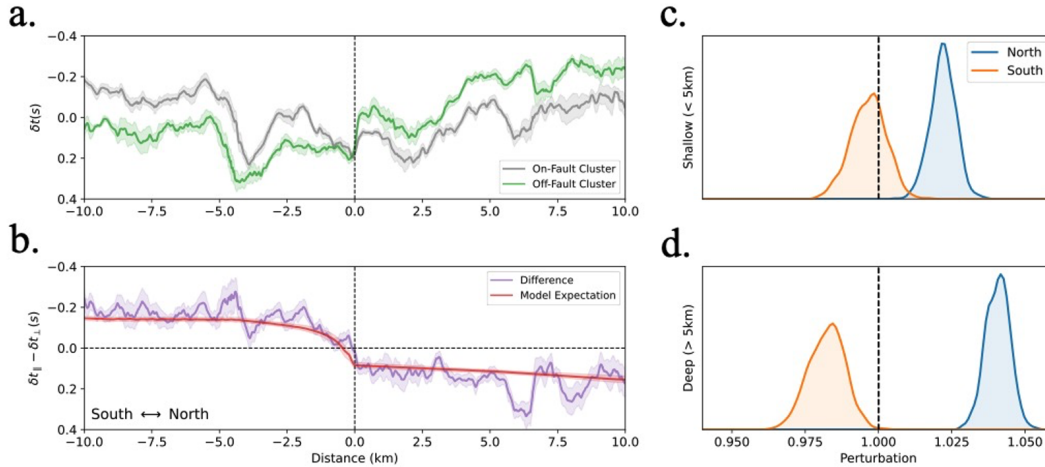 a.
δt(s)
−0.4
−0.2
0.0
0.2
0.4
On-Fault Cluster
Off-Fault Cluster
−10.0 −7.5 −5.0 −2.5 0.0 2.5 5.0 7.5 10.0
b.
δt∥ − δt⊥(s)
−0.4
−0.2
0.0
0.2
0.4
Difference
Model Expectation
South ↔ North
−10.0 −7.5 −5.0 −2.5 0.0 2.5 5.0 7.5 10.0
Distance (km)
c.
Shallow (< 5km)
North
South
d.
Deep (> 5km)
0.950 0.975 1.000 1.025 1.050
Perturbation